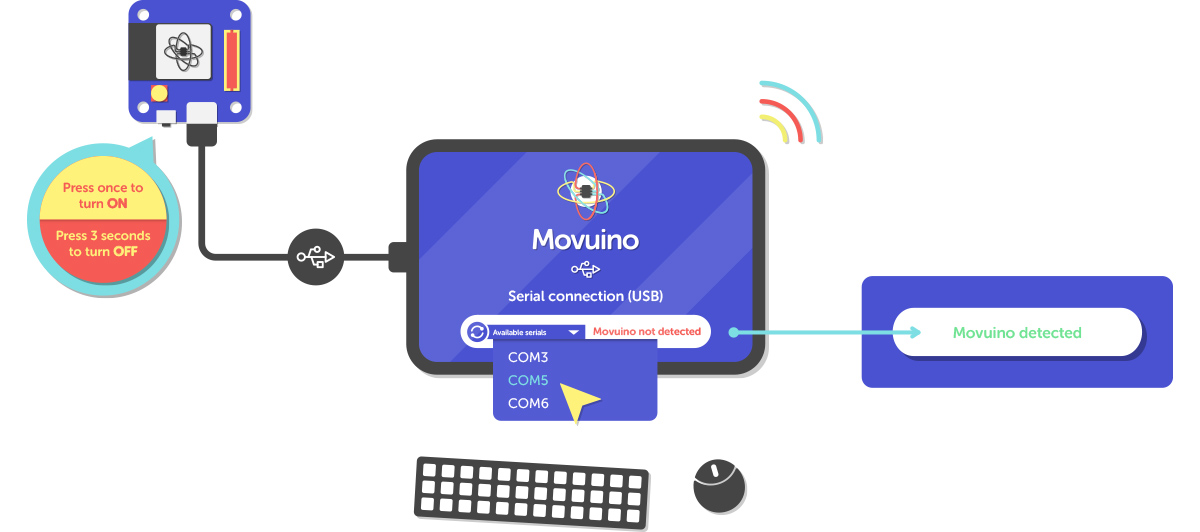 Press once to
turn ON
Press 3 seconds
to turn OFF
Movuino
Serial connection (USB)
Available serials
Movuino not detected
COM3
COM5
COM6
Movuino detected